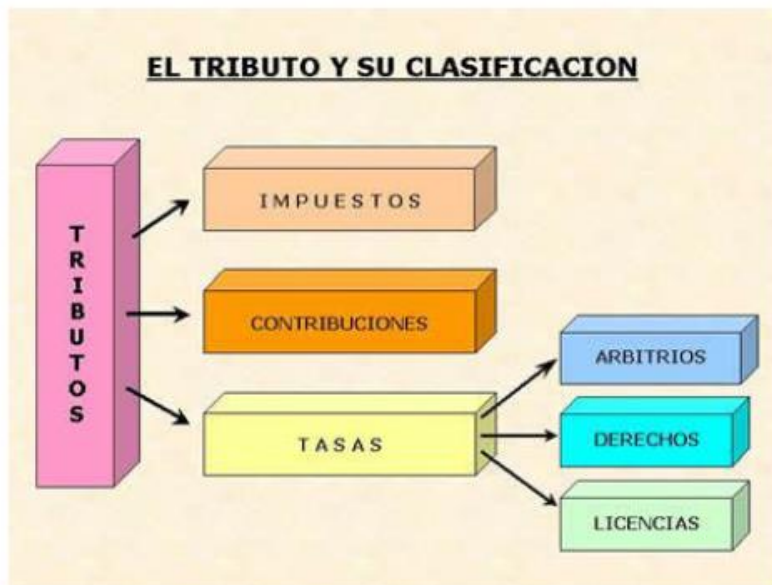 EL TRIBUTO Y SU CLASIFICACION
TRIBUTOS
IMPUESTOS
CONTRIBUCIONES
TASAS
ARBITRIOS
DERECHOS
LICENCIAS